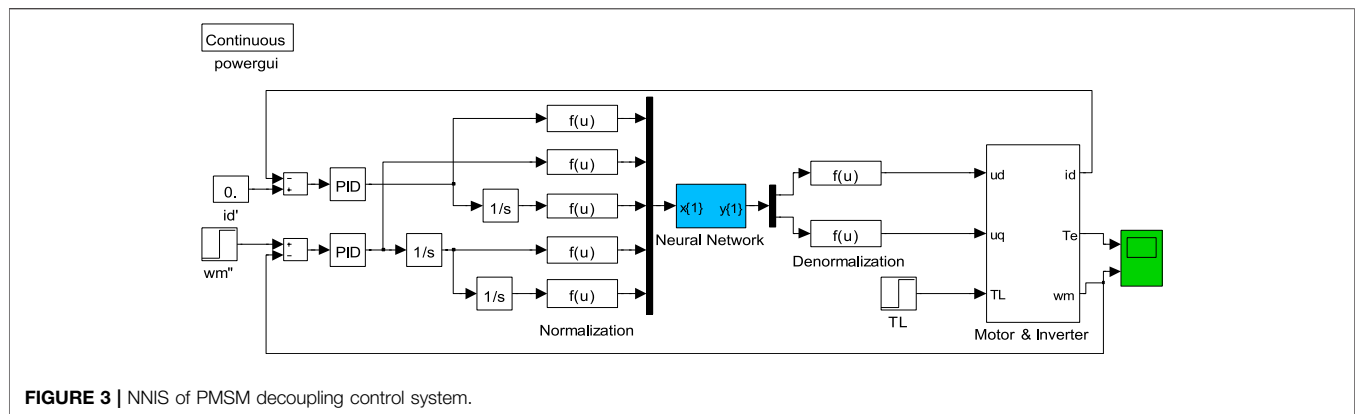 Continuous
powergui
f(u)
f(u)
0.
id'
-
+
PID
1/s
f(u)
x{1} y{1}
Neural Network
f(u)
f(u)
Denormalization
ud
uq
TL
id
Te
wm
Motor & Inverter
wm"
+
-
PID
1/s
f(u)
1/s
f(u)
Normalization
TL
FIGURE 3 | NNIS of PMSM decoupling control system.